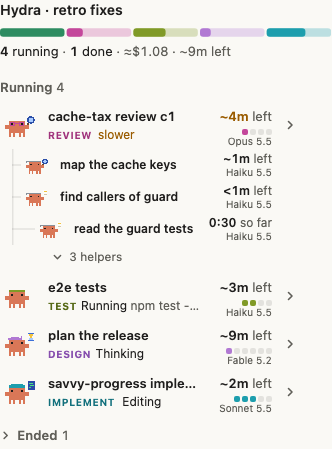 Hydra · retro fixes
4 running · 1 done · ≈$1.08 · ~9m left
Running 4
cache-tax review c1
~4m left
REVIEW slower
Opus 5.5
map the cache keys
~1m left
Haiku 5.5
find callers of guard
<1m left
Haiku 5.5
read the guard tests
0:30 so far
Haiku 5.5
3 helpers
e2e tests
~3m left
TEST Running npm test -...
Haiku 5.5
plan the release
~9m left
DESIGN Thinking
Fable 5.2
savvy-progress imple...
~2m left
IMPLEMENT Editing
Sonnet 5.5
Ended 1